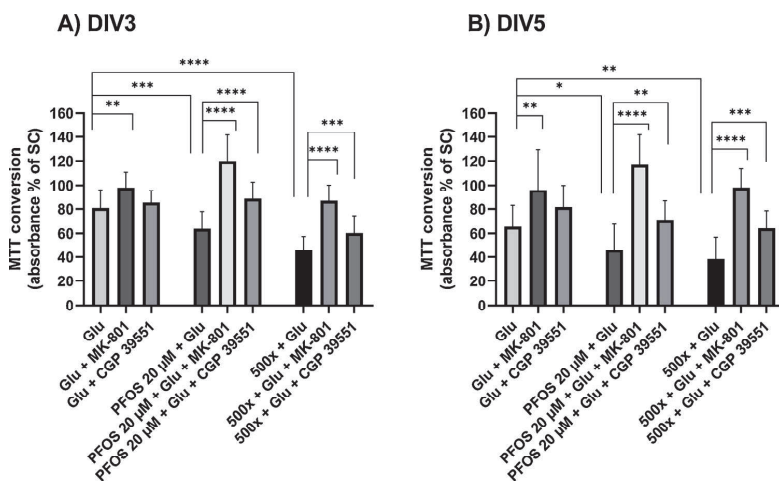 A) DIV3
****
***
**
****
****
***
****
MTT conversion
(absorbance % of SC)
160
140
120
100
80
60
40
20
0
Glu
Glu + MK-801
Glu + CGP 39551
PFOS 20 µM + Glu
PFOS 20 µM + Glu + MK-801
PFOS 20 µM + Glu + CGP 39551
500x + Glu
500x + Glu + MK-801
500x + Glu + CGP 39551
B) DIV5
**
*
**
**
****
***
****
MTT conversion
(absorbance % of SC)
160
140
120
100
80
60
40
20
0
Glu
Glu + MK-801
Glu + CGP 39551
PFOS 20 µM + Glu
PFOS 20 µM + Glu + MK-801
PFOS 20 µM + Glu + CGP 39551
500x + Glu
500x + Glu + MK-801
500x + Glu + CGP 39551